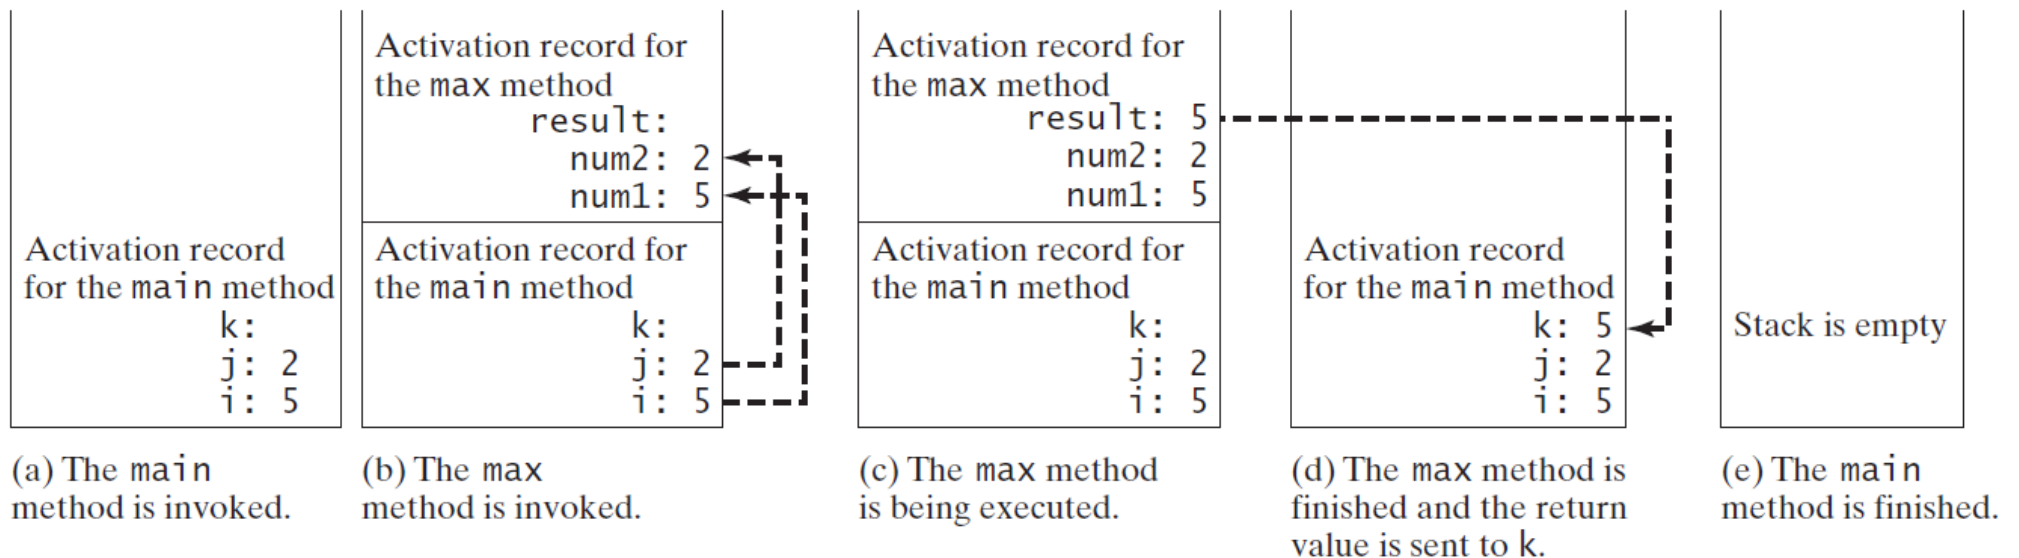 Activation record
for the main method
k:
j: 2
i: 5
(a) The main
method is invoked.
Activation record for
the max method
result:
num2: 2
num1: 5
Activation record for
the main method
k:
j: 2
i: 5
(b) The max
method is invoked.
Activation record for
the max method
result: 5
num2: 2
num1: 5
Activation record for
the main method
k:
j: 2
i: 5
(c) The max method
is being executed.
Activation record
for the main method
k: 5
j: 2
i: 5
(d) The max method is
finished and the return
value is sent to k.
Stack is empty
(e) The main
method is finished.